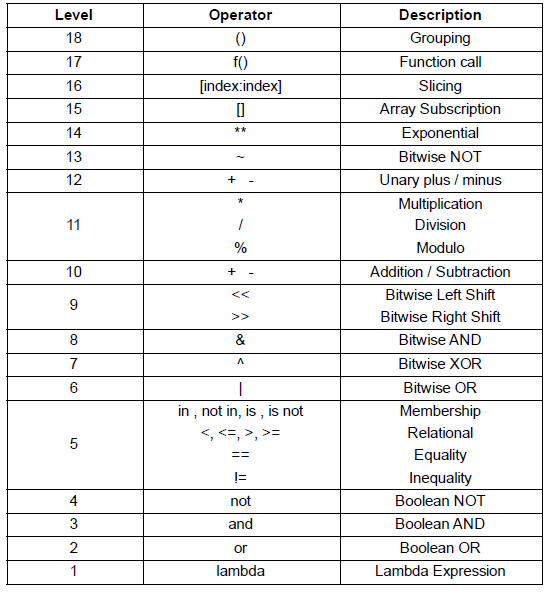 Level Operator Description
18 () Grouping
17 f() Function call
16 [index:index] Slicing
15 [] Array Subscription
14 ** Exponential
13 ~ Bitwise NOT
12 + - Unary plus / minus
* Multiplication
11 / Division
% Modulo
10 + - Addition / Subtraction
9 << Bitwise Left Shift
>> Bitwise Right Shift
8 & Bitwise AND
7 ^ Bitwise XOR
6 | Bitwise OR
in , not in, is , is not Membership
<, <=, >, >= Relational
5 == Equality
!= Inequality
4 not Boolean NOT
3 and Boolean AND
2 or Boolean OR
1 lambda Lambda Expression